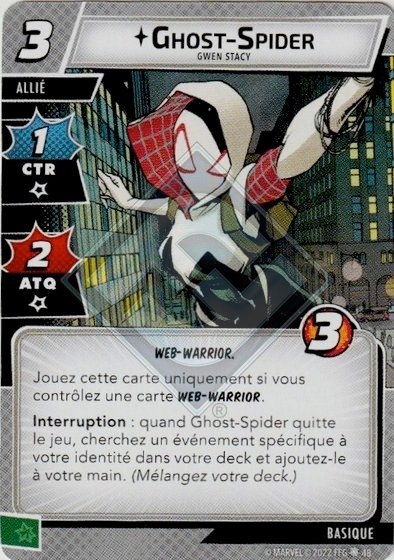 3
GHOST-SPIDER
GWEN STACY
ALLIÉ
1
CTR
2
ATQ
3
WEB-WARRIOR.
Jouez cette carte uniquement si vous
contrôlez une carte WEB-WARRIOR.
®
Interruption : quand Ghost-Spider quitte
le jeu, cherchez un événement spécifique à
votre identité dans votre deck et ajoutez-le
à votre main. (Mélangez votre deck.)
BASIQUE
© MARVEL © 2022 FFG 48